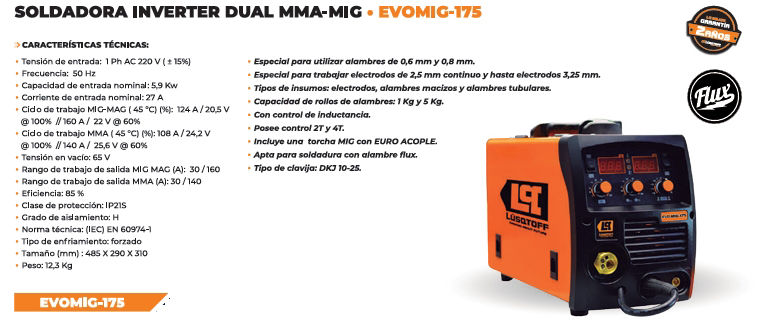 SOLDADORA INVERTER DUAL MMA-MIG • EVOMIG-175
CARACTERÍSTICAS TÉCNICAS:
• Tensión de entrada: 1 Ph AC 220 V ( ± 15%)
• Frecuencia: 50 Hz
• Capacidad de entrada nominal: 5,9 Kw
• Corriente de entrada nominal: 27 A
• Ciclo de trabajo MIG-MAG ( 45 °C) (%): 124 A / 20,5 V
@ 100% // 160 A / 22 V @ 60%
• Ciclo de trabajo MMA ( 45 °C) (%): 108 A / 24,2 V
@ 100% // 140 A / 25,6 V @ 60%
• Tensión en vacío: 65 V
• Rango de trabajo de salida MIG MAG (A): 30 / 160
• Rango de trabajo de salida MMA (A): 30 / 140
• Eficiencia: 85 %
• Clase de protección: IP21S
• Grado de aislamiento: H
• Norma técnica: (IEC) EN 60974-1
• Tipo de enfriamiento: forzado
• Tamaño (mm) : 485 X 290 X 310
• Peso: 12,3 Kg
• Especial para utilizar alambres de 0,6 mm y 0,8 mm.
• Especial para trabajar electrodos de 2,5 mm continuo y hasta electrodos 3,25 mm.
• Tipos de insumos: electrodos, alambres macizos y alambres tubulares.
• Capacidad de rollos de alambres: 1 Kg y 5 Kg.
• Con control de inductancia.
• Posee control 2T y 4T.
• Incluye una torcha MIG con EURO ACOPLE.
• Apta para soldadura con alambre flux.
• Tipo de clavija: DKJ 10-25.
GARANTÍA
2 AÑOS
Flux
LÜSQTOFF
EVOMIG-175
EVOMIG-175